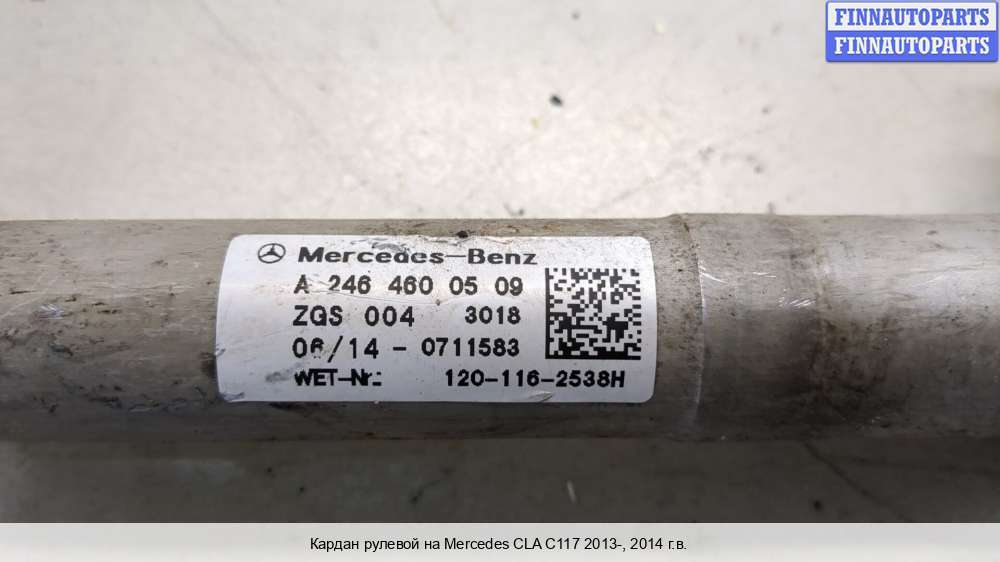 FINNAUTOPARTS
FINNAUTOPARTS
Mercedes-Benz
A 246 460 05 09
ZGS 004 3018
06/14 - 0711583
WET-Nr.: 120-116-2538H
Кардан рулевой на Mercedes CLA C117 2013-, 2014 г.в.